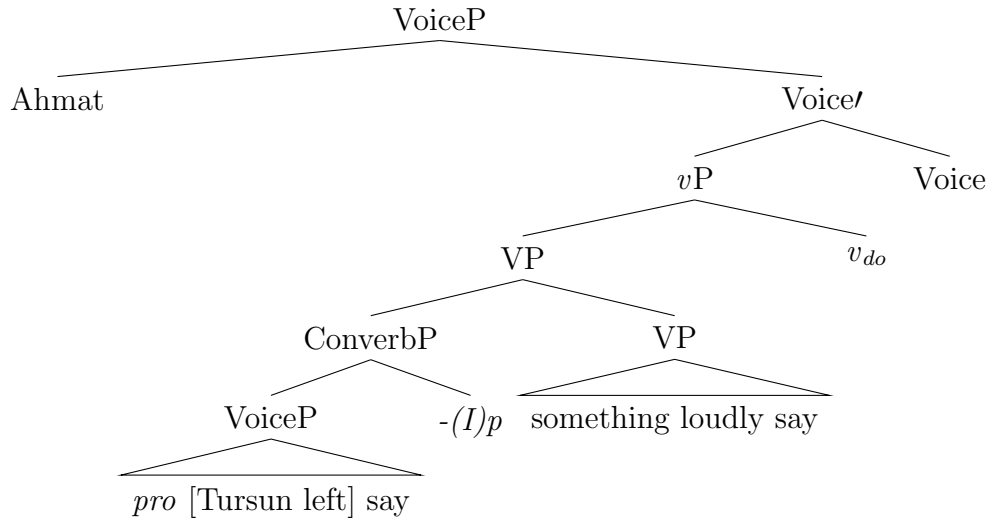 VoiceP
Ahmat Voice′
vP Voice
VP v_do
ConverbP VP
VoiceP -(I)p something loudly say
pro [Tursun left] say